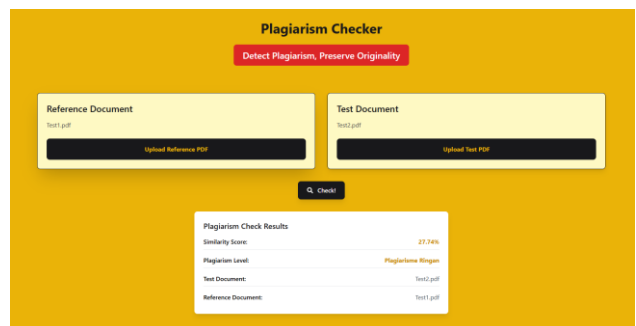 Plagiarism Checker
Detect Plagiarism, Preserve Originality
Reference Document
Test1.pdf
Upload Reference PDF
Test Document
Test2.pdf
Upload Test PDF
Check!
Plagiarism Check Results
Similarity Score: 27.74%
Plagiarism Level: Plagiarisme Ringan
Test Document: Test2.pdf
Reference Document: Test1.pdf